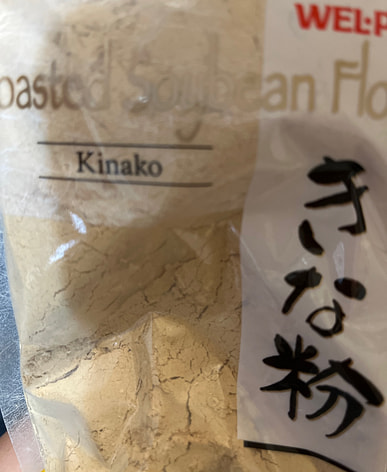 WEL-P
oasted Soybean Flo
Kinako
きな粉